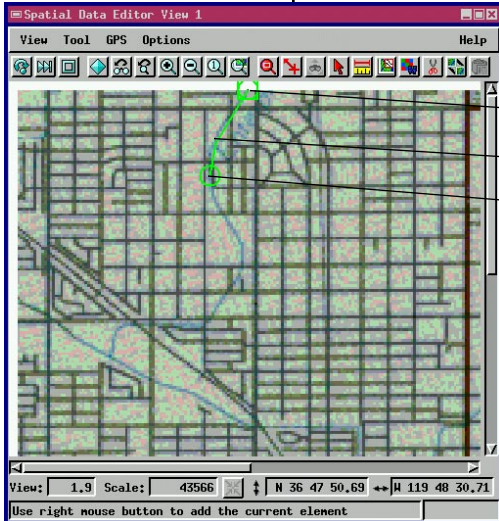 Spatial Data Editor View 1
View Tool GPS Options Help
View: 1.9 Scale: 43566 N 36 47 50.69 W 119 48 30.71
Use right mouse button to add the current element